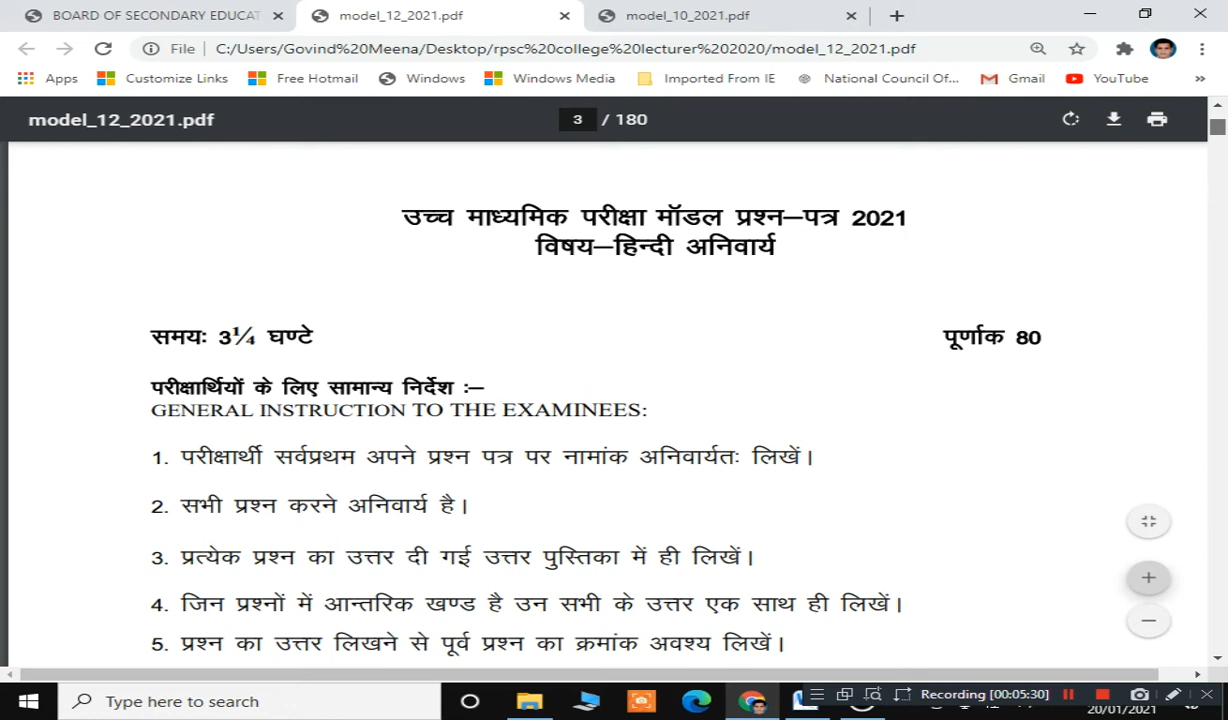 BOARD OF SECONDARY EDUCAT
model_12_2021.pdf
model_10_2021.pdf
File
C:/Users/Govind%20Meena/Desktop/rpsc%20college%20lecturer%202020/model_12_2021.pdf
Apps
Customize Links
Free Hotmail
Windows
Windows Media
Imported From IE
National Council Of...
Gmail
YouTube
»
model_12_2021.pdf
3 / 180
उच्च माध्यमिक परीक्षा मॉडल प्रश्न–पत्र 2021
विषय–हिन्दी अनिवार्य
समयः 3¼ घण्टे
पूर्णाक 80
परीक्षार्थियों के लिए सामान्य निर्देश :–
GENERAL INSTRUCTION TO THE EXAMINEES:
1. परीक्षार्थी सर्वप्रथम अपने प्रश्न पत्र पर नामांक अनिवार्यतः लिखें।
2. सभी प्रश्न करने अनिवार्य है।
3. प्रत्येक प्रश्न का उत्तर दी गई उत्तर पुस्तिका में ही लिखें।
4. जिन प्रश्नों में आन्तरिक खण्ड है उन सभी के उत्तर एक साथ ही लिखें।
5. प्रश्न का उत्तर लिखने से पूर्व प्रश्न का क्रमांक अवश्य लिखें।
Type here to search
Recording [00:05:30]
20/01/2021